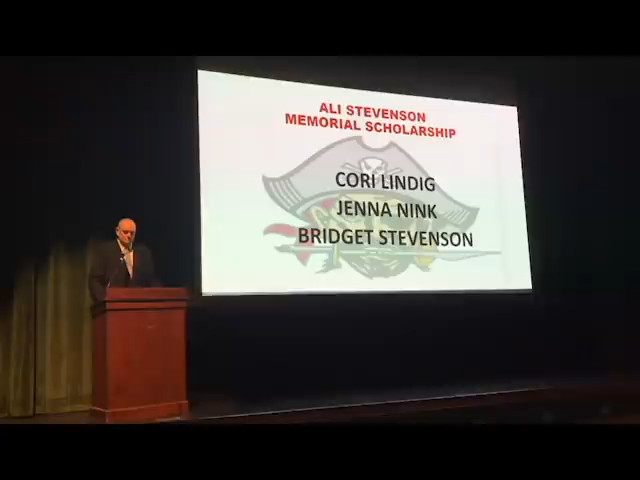 ALI STEVENSON
MEMORIAL SCHOLARSHIP
CORI LINDIG
JENNA NINK
BRIDGET STEVENSON